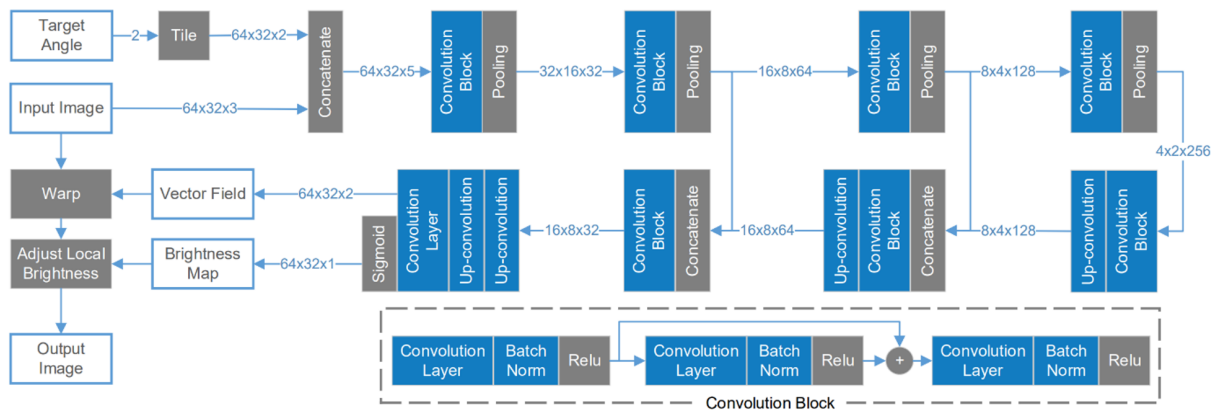 Target
Angle
2
Tile
64x32x2
Concatenate
64x32x5
Convolution
Block
Pooling
32x16x32
Convolution
Block
Pooling
16x8x64
Convolution
Block
Pooling
8x4x128
Convolution
Block
Pooling
Input Image
64x32x3
4x2x256
Warp
Vector Field
64x32x2
Sigmoid
Convolution
Layer
Up-convolution
Up-convolution
16x8x32
Convolution
Block
Concatenate
16x8x64
Up-convolution
Convolution
Block
Concatenate
8x4x128
Up-convolution
Convolution
Block
Adjust Local
Brightness
Brightness
Map
64x32x1
Output
Image
Convolution
Layer
Batch
Norm
Relu
Convolution
Layer
Batch
Norm
Relu
+
Convolution
Layer
Batch
Norm
Relu
Convolution Block